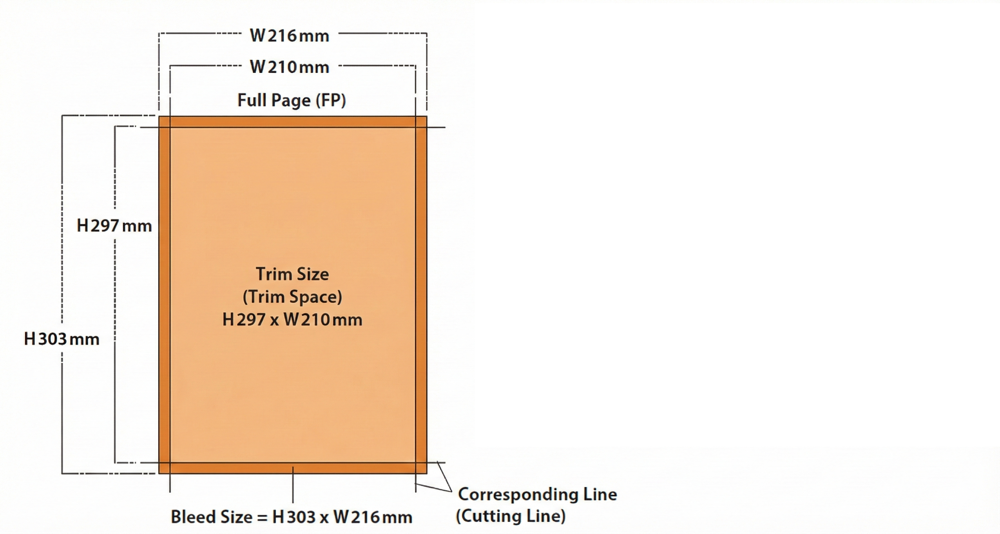 W216mm
W210mm
Full Page (FP)
H297mm
Trim Size
(Trim Space)
H297 x W210mm
H303mm
Corresponding Line
(Cutting Line)
Bleed Size = H303 x W216mm